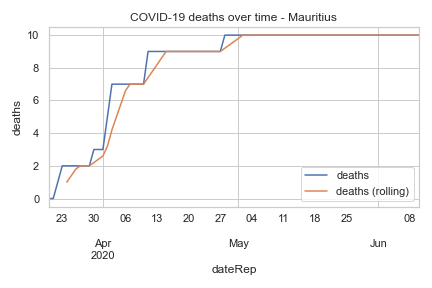 COVID-19 deaths over time - Mauritius
10
8
6
4
2
0
deaths
deaths
deaths (rolling)
23 30 06 13 20 27 04 11 18 25 08
Apr May Jun
2020
dateRep